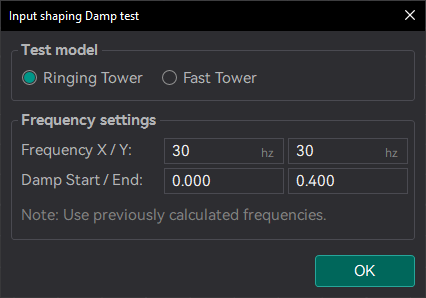 Input shaping Damp test
Test model
Ringing Tower Fast Tower
Frequency settings
Frequency X / Y: 30 hz 30 hz
Damp Start / End: 0.000 0.400
Note: Use previously calculated frequencies.
OK